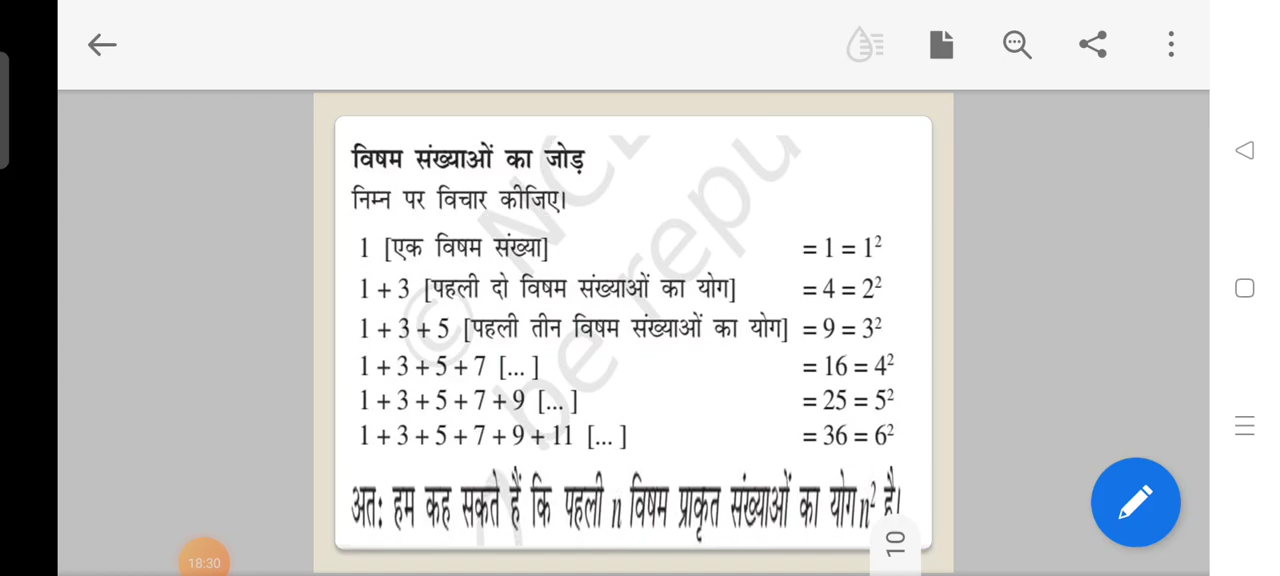 विषम संख्याओं का जोड़
निम्न पर विचार कीजिए।
1 [एक विषम संख्या] = 1 = 1²
1 + 3 [पहली दो विषम संख्याओं का योग] = 4 = 2²
1 + 3 + 5 [पहली तीन विषम संख्याओं का योग] = 9 = 3²
1 + 3 + 5 + 7 [... ] = 16 = 4²
1 + 3 + 5 + 7 + 9 [... ] = 25 = 5²
1 + 3 + 5 + 7 + 9 + 11 [... ] = 36 = 6²
अतः हम कह सकते हैं कि पहली n विषम प्राकृत संख्याओं का योग n² है।
10
18:30